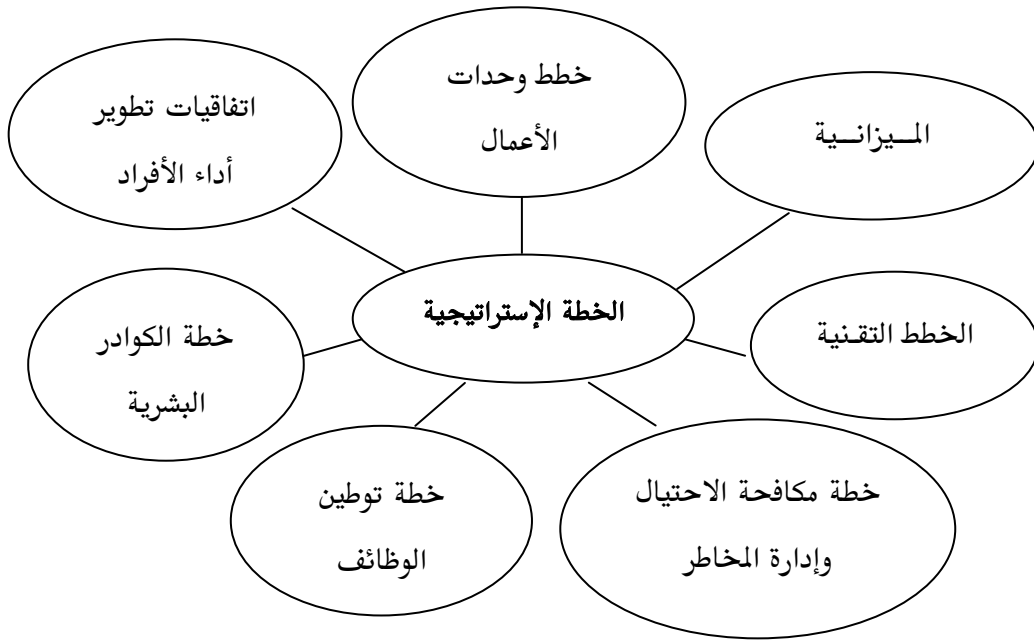 خطط وحدات
الأعمال
الميزانية
اتفاقيات تطوير
أداء الأفراد
الخطة الإستراتيجية
الخطط التقنية
خطة الكوادر
البشرية
خطة مكافحة الاحتيال
وإدارة المخاطر
خطة توطين
الوظائف